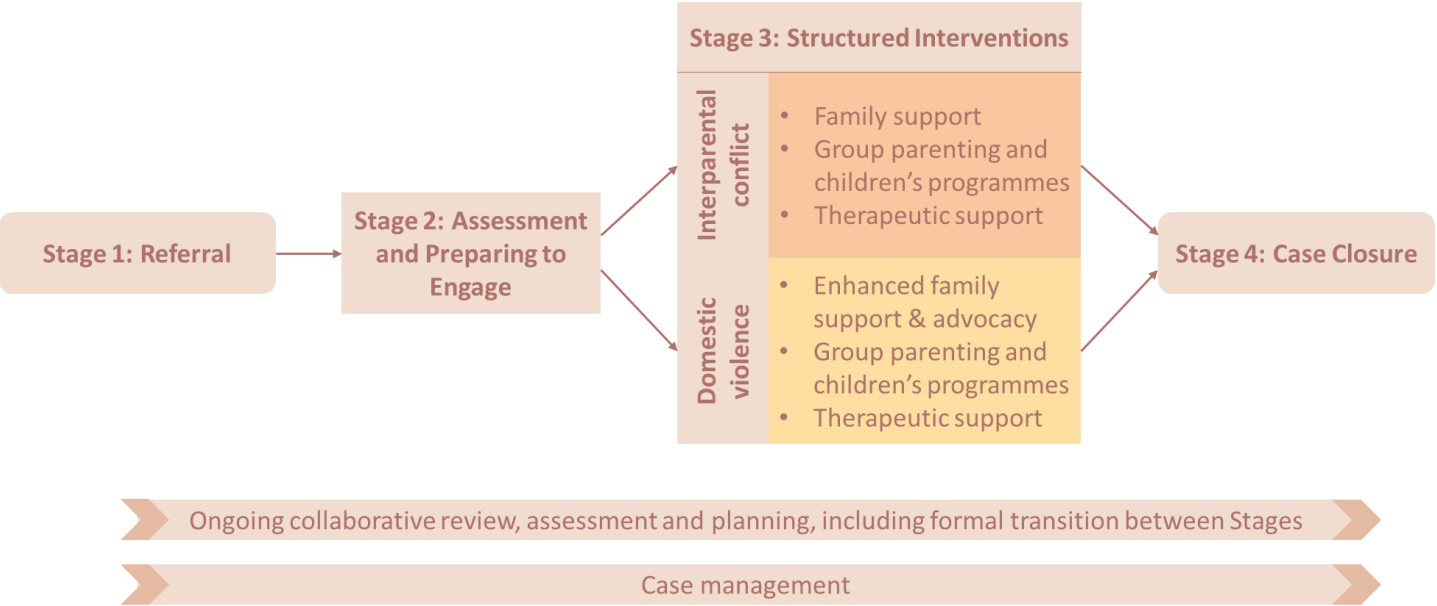 Stage 1: Referral
Stage 2: Assessment
and Preparing to
Engage
Stage 3: Structured Interventions
Interparental
conflict
• Family support
• Group parenting and
children’s programmes
• Therapeutic support
Domestic
violence
• Enhanced family
support & advocacy
• Group parenting and
children’s programmes
• Therapeutic support
Stage 4: Case Closure
Ongoing collaborative review, assessment and planning, including formal transition between Stages
Case management